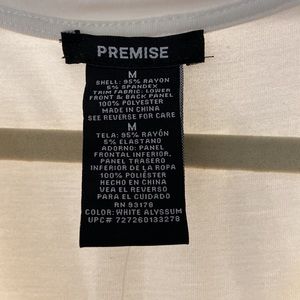 PREMISE
M
SHELL: 95% RAYON
5% SPANDEX
TRIM FABRIC: LOWER
FRONT & BACK PANEL
100% POLYESTER
MADE IN CHINA
SEE REVERSE FOR CARE
M
TELA: 95% RAYÓN
5% ELASTANO
ADORNO: PANEL
FRONTAL INFERIOR,
PANEL TRASERO
INFERIOR DE LA ROPA
100% POLIÉSTER
HECHO EN CHINA
VEA EL REVERSO
PARA EL CUIDADO
RN 93178
COLOR: WHITE ALYSSUM
UPC# 727260133278